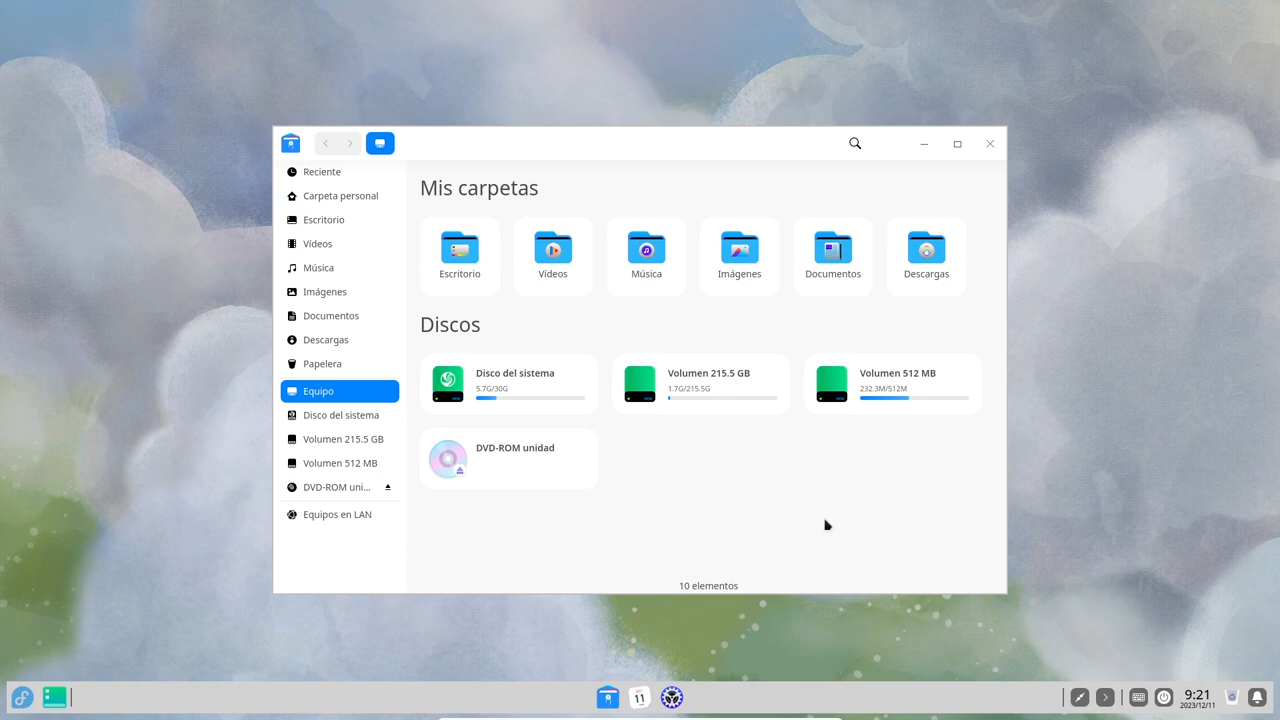 Reciente
Carpeta personal
Escritorio
Vídeos
Música
Imágenes
Documentos
Descargas
Papelera
Equipo
Disco del sistema
Volumen 215.5 GB
Volumen 512 MB
DVD-ROM uni...
Equipos en LAN
Mis carpetas
Escritorio
Vídeos
Música
Imágenes
Documentos
Descargas
Discos
Disco del sistema
5.7G/30G
Volumen 215.5 GB
1.7G/215.5G
Volumen 512 MB
232.3M/512M
DVD-ROM unidad
10 elementos
11
9:21
2023/12/11